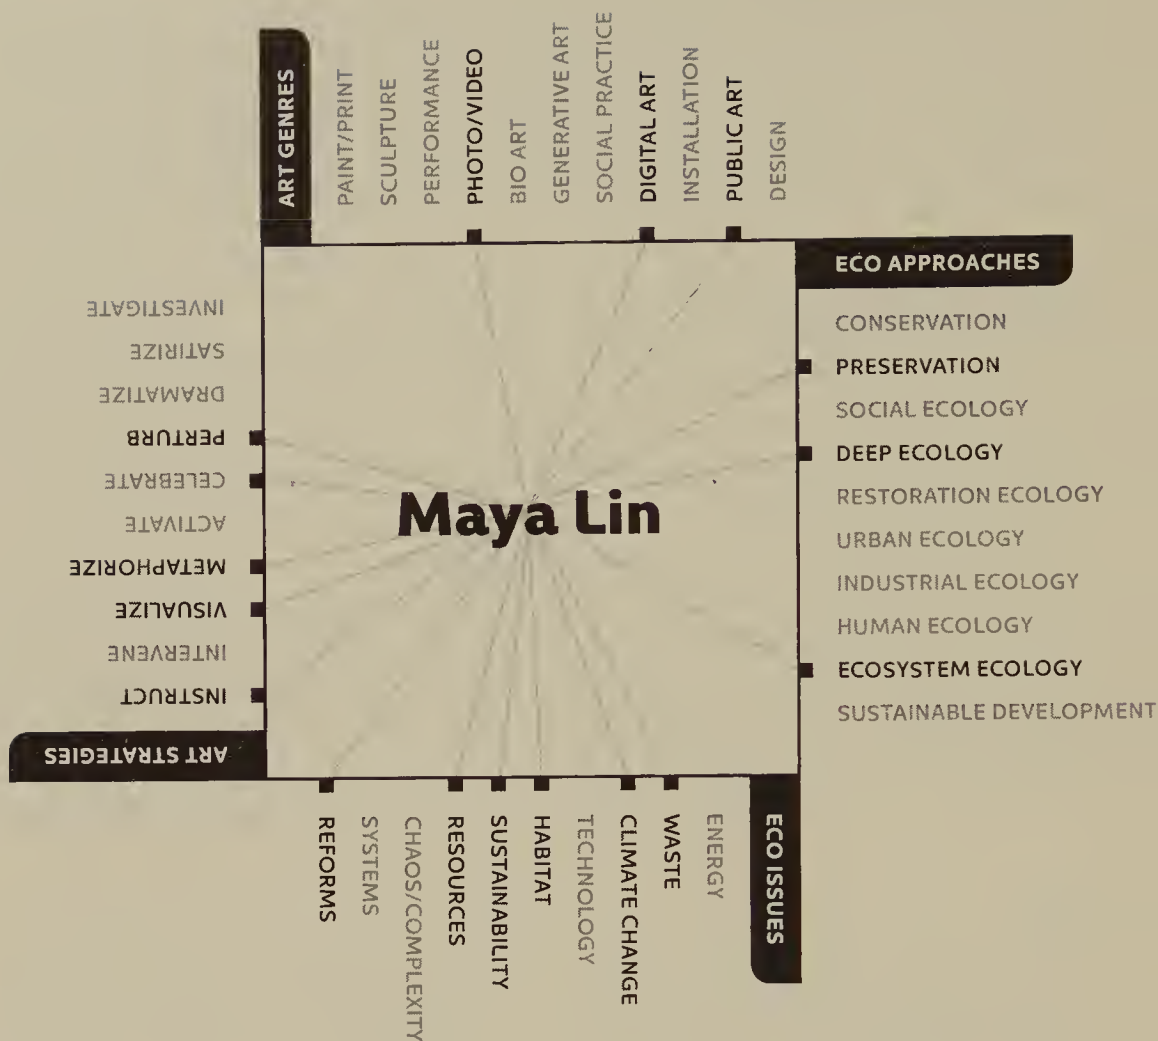 ART GENRES
PAINT/PRINT
SCULPTURE
PERFORMANCE
PHOTO/VIDEO
BIO ART
GENERATIVE ART
SOCIAL PRACTICE
DIGITAL ART
INSTALLATION
PUBLIC ART
DESIGN
ECO APPROACHES
CONSERVATION
PRESERVATION
SOCIAL ECOLOGY
DEEP ECOLOGY
RESTORATION ECOLOGY
URBAN ECOLOGY
INDUSTRIAL ECOLOGY
HUMAN ECOLOGY
ECOSYSTEM ECOLOGY
SUSTAINABLE DEVELOPMENT
Maya Lin
ECO ISSUES
ENERGY
WASTE
CLIMATE CHANGE
TECHNOLOGY
HABITAT
SUSTAINABILITY
RESOURCES
CHAOS/COMPLEXITY
SYSTEMS
REFORMS
ART STRATEGIES
INSTRUCT
INTERVENE
VISUALIZE
METAPHORIZE
ACTIVATE
CELEBRATE
PERTURB
DRAMATIZE
SATIRIZE
INVESTIGATE